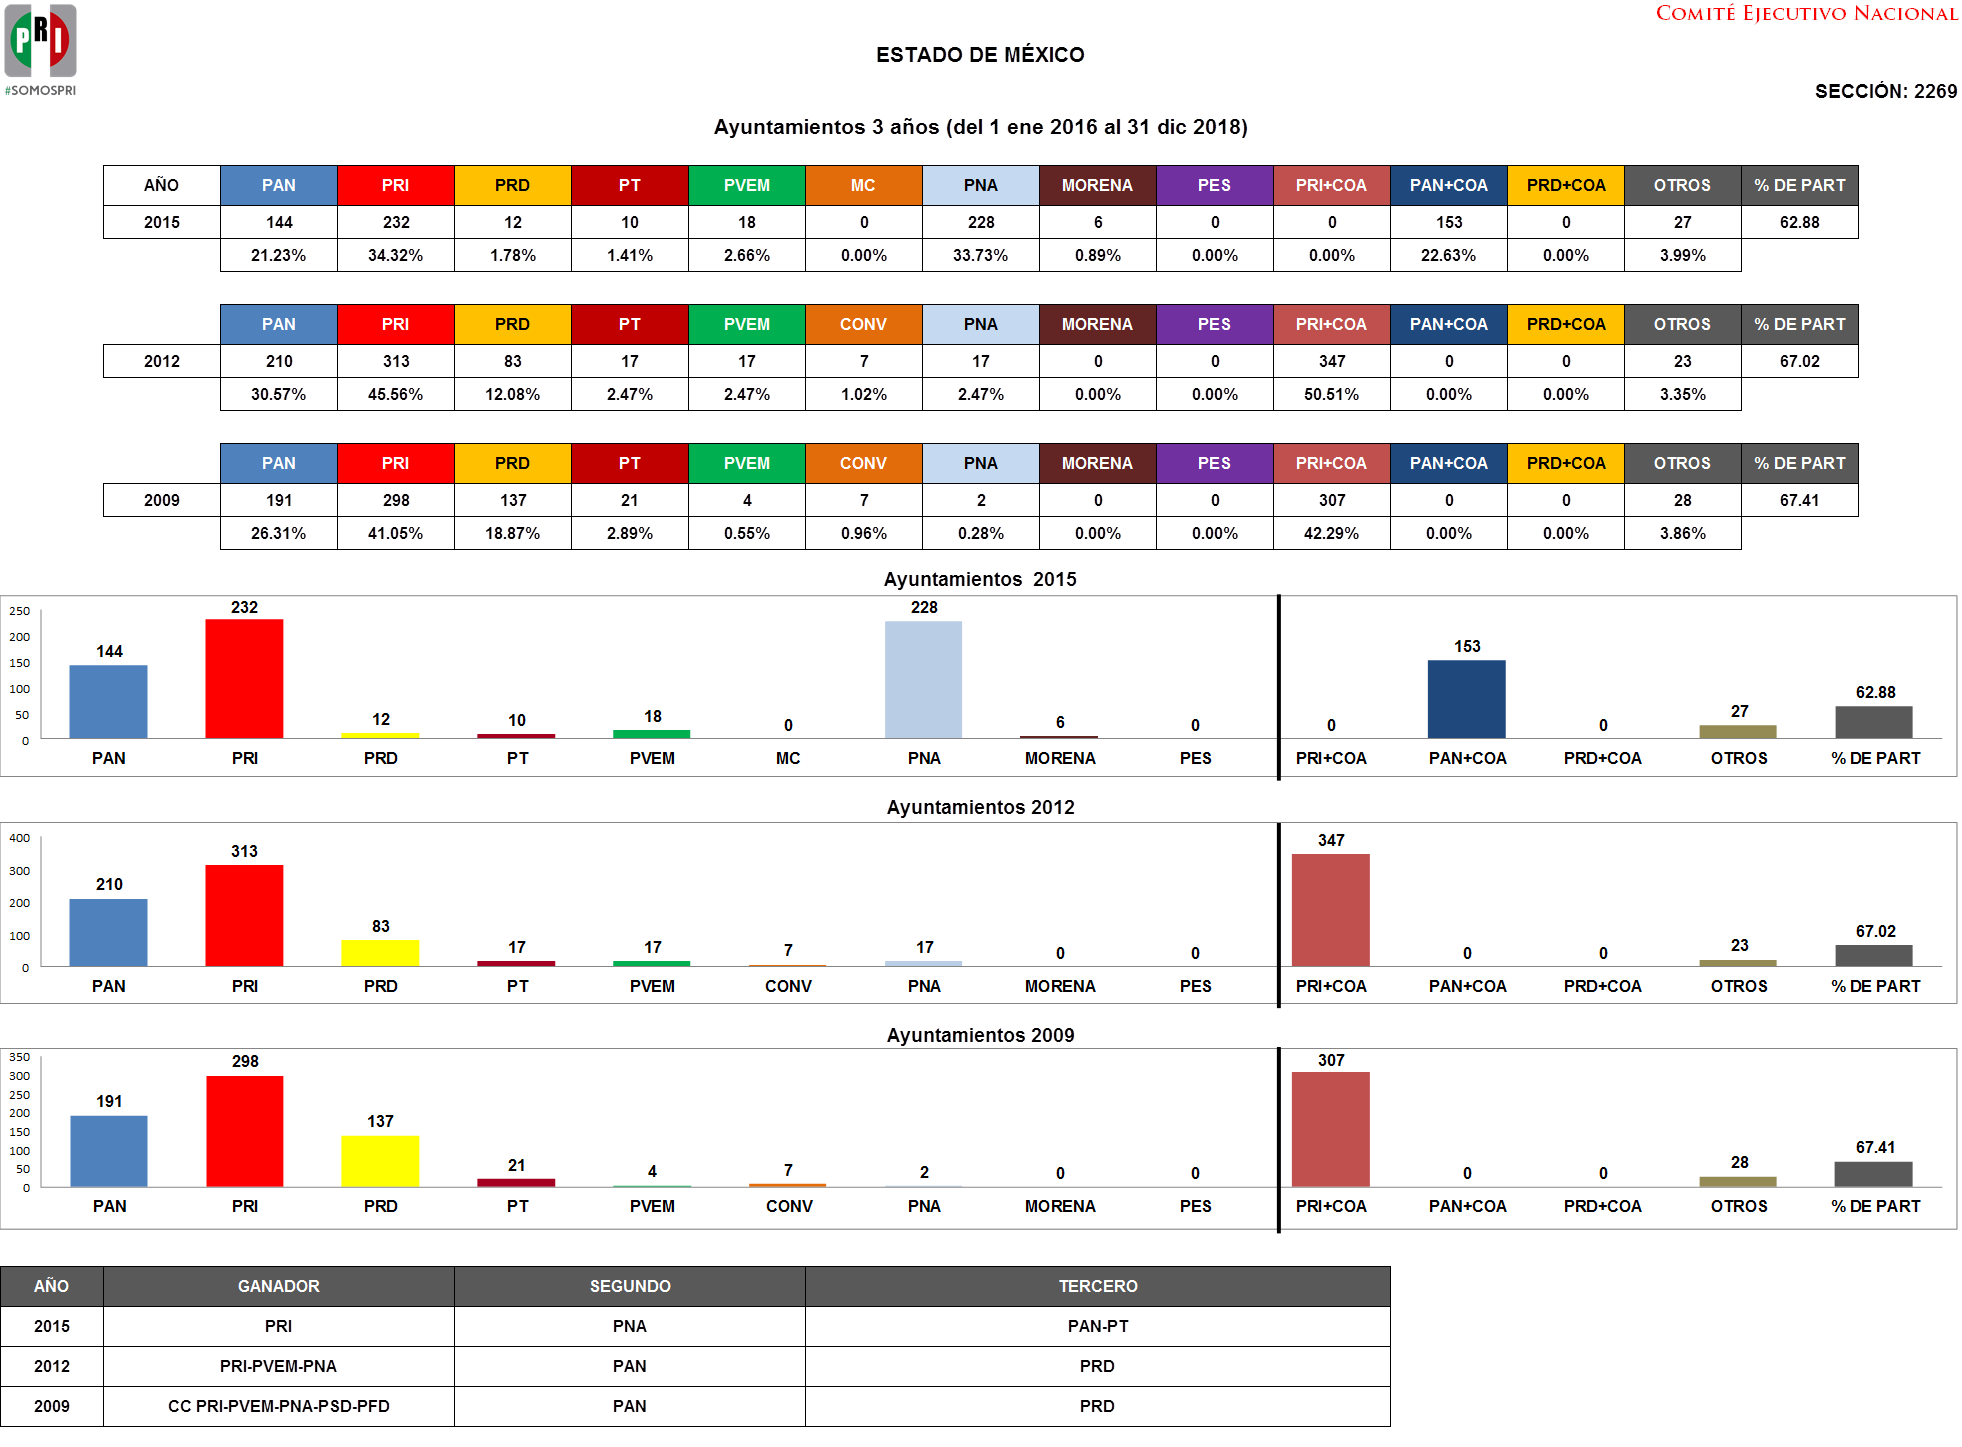 PRI
#SOMOSPRI
COMITÉ EJECUTIVO NACIONAL
ESTADO DE MÉXICO
SECCIÓN: 2269
Ayuntamientos 3 años (del 1 ene 2016 al 31 dic 2018)
AÑO PAN PRI PRD PT PVEM MC PNA MORENA PES PRI+COA PAN+COA PRD+COA OTROS % DE PART
2015 144 232 12 10 18 0 228 6 0 0 153 0 27 62.88
21.23% 34.32% 1.78% 1.41% 2.66% 0.00% 33.73% 0.89% 0.00% 0.00% 22.63% 0.00% 3.99%
PAN PRI PRD PT PVEM CONV PNA MORENA PES PRI+COA PAN+COA PRD+COA OTROS % DE PART
2012 210 313 83 17 17 7 17 0 0 347 0 0 23 67.02
30.57% 45.56% 12.08% 2.47% 2.47% 1.02% 2.47% 0.00% 0.00% 50.51% 0.00% 0.00% 3.35%
PAN PRI PRD PT PVEM CONV PNA MORENA PES PRI+COA PAN+COA PRD+COA OTROS % DE PART
2009 191 298 137 21 4 7 2 0 0 307 0 0 28 67.41
26.31% 41.05% 18.87% 2.89% 0.55% 0.96% 0.28% 0.00% 0.00% 42.29% 0.00% 0.00% 3.86%
Ayuntamientos 2015
250
200
150
100
50
0
144 232 12 10 18 0 228 6 0 0 153 0 27 62.88
PAN PRI PRD PT PVEM MC PNA MORENA PES PRI+COA PAN+COA PRD+COA OTROS % DE PART
Ayuntamientos 2012
400
300
200
100
0
210 313 83 17 17 7 17 0 0 347 0 0 23 67.02
PAN PRI PRD PT PVEM CONV PNA MORENA PES PRI+COA PAN+COA PRD+COA OTROS % DE PART
Ayuntamientos 2009
350
300
250
200
150
100
50
0
191 298 137 21 4 7 2 0 0 307 0 0 28 67.41
PAN PRI PRD PT PVEM CONV PNA MORENA PES PRI+COA PAN+COA PRD+COA OTROS % DE PART
AÑO GANADOR SEGUNDO TERCERO
2015 PRI PNA PAN-PT
2012 PRI-PVEM-PNA PAN PRD
2009 CC PRI-PVEM-PNA-PSD-PFD PAN PRD